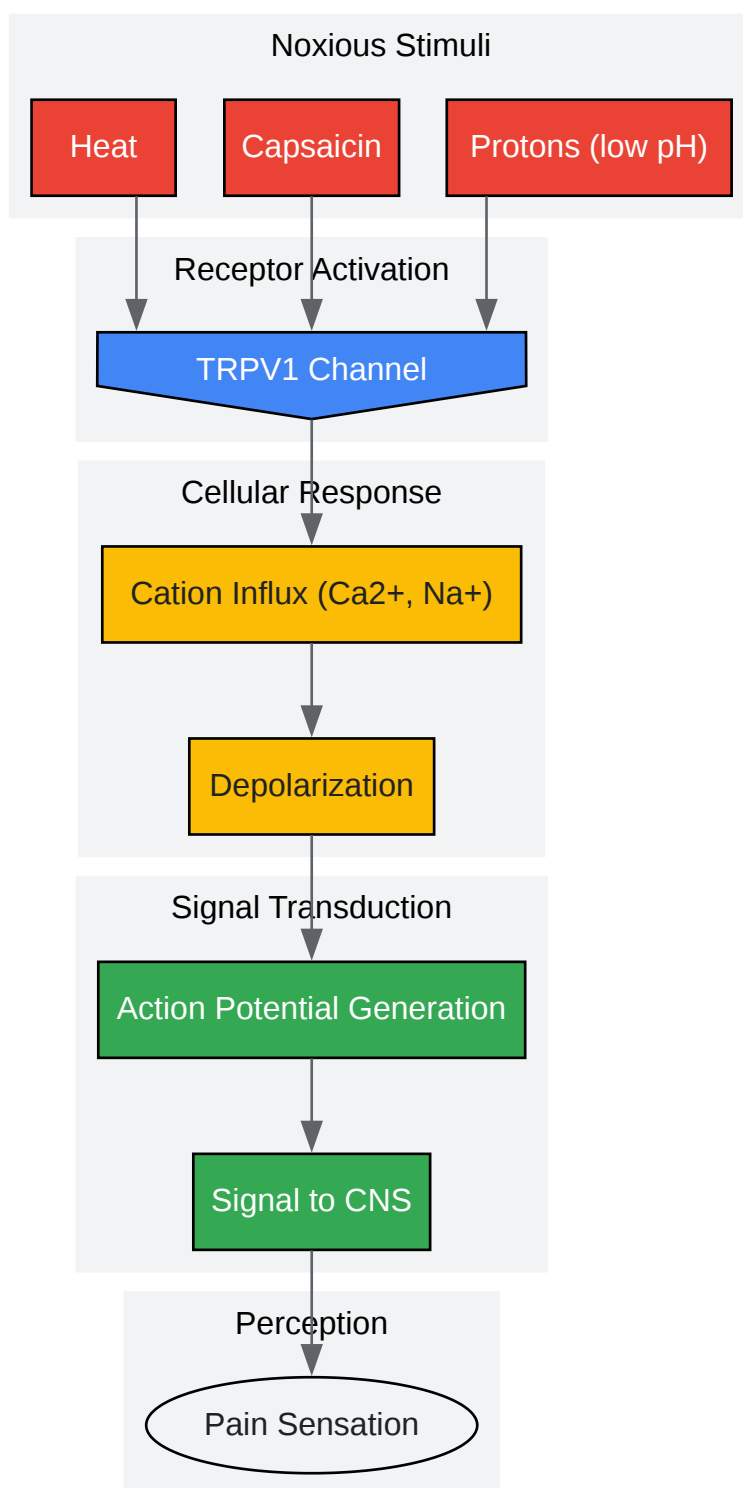 Noxious Stimuli
Heat
Capsaicin
Protons (low pH)
Receptor Activation
TRPV1 Channel
Cellular Response
Cation Influx (Ca2+, Na+)
Depolarization
Signal Transduction
Action Potential Generation
Signal to CNS
Perception
Pain Sensation